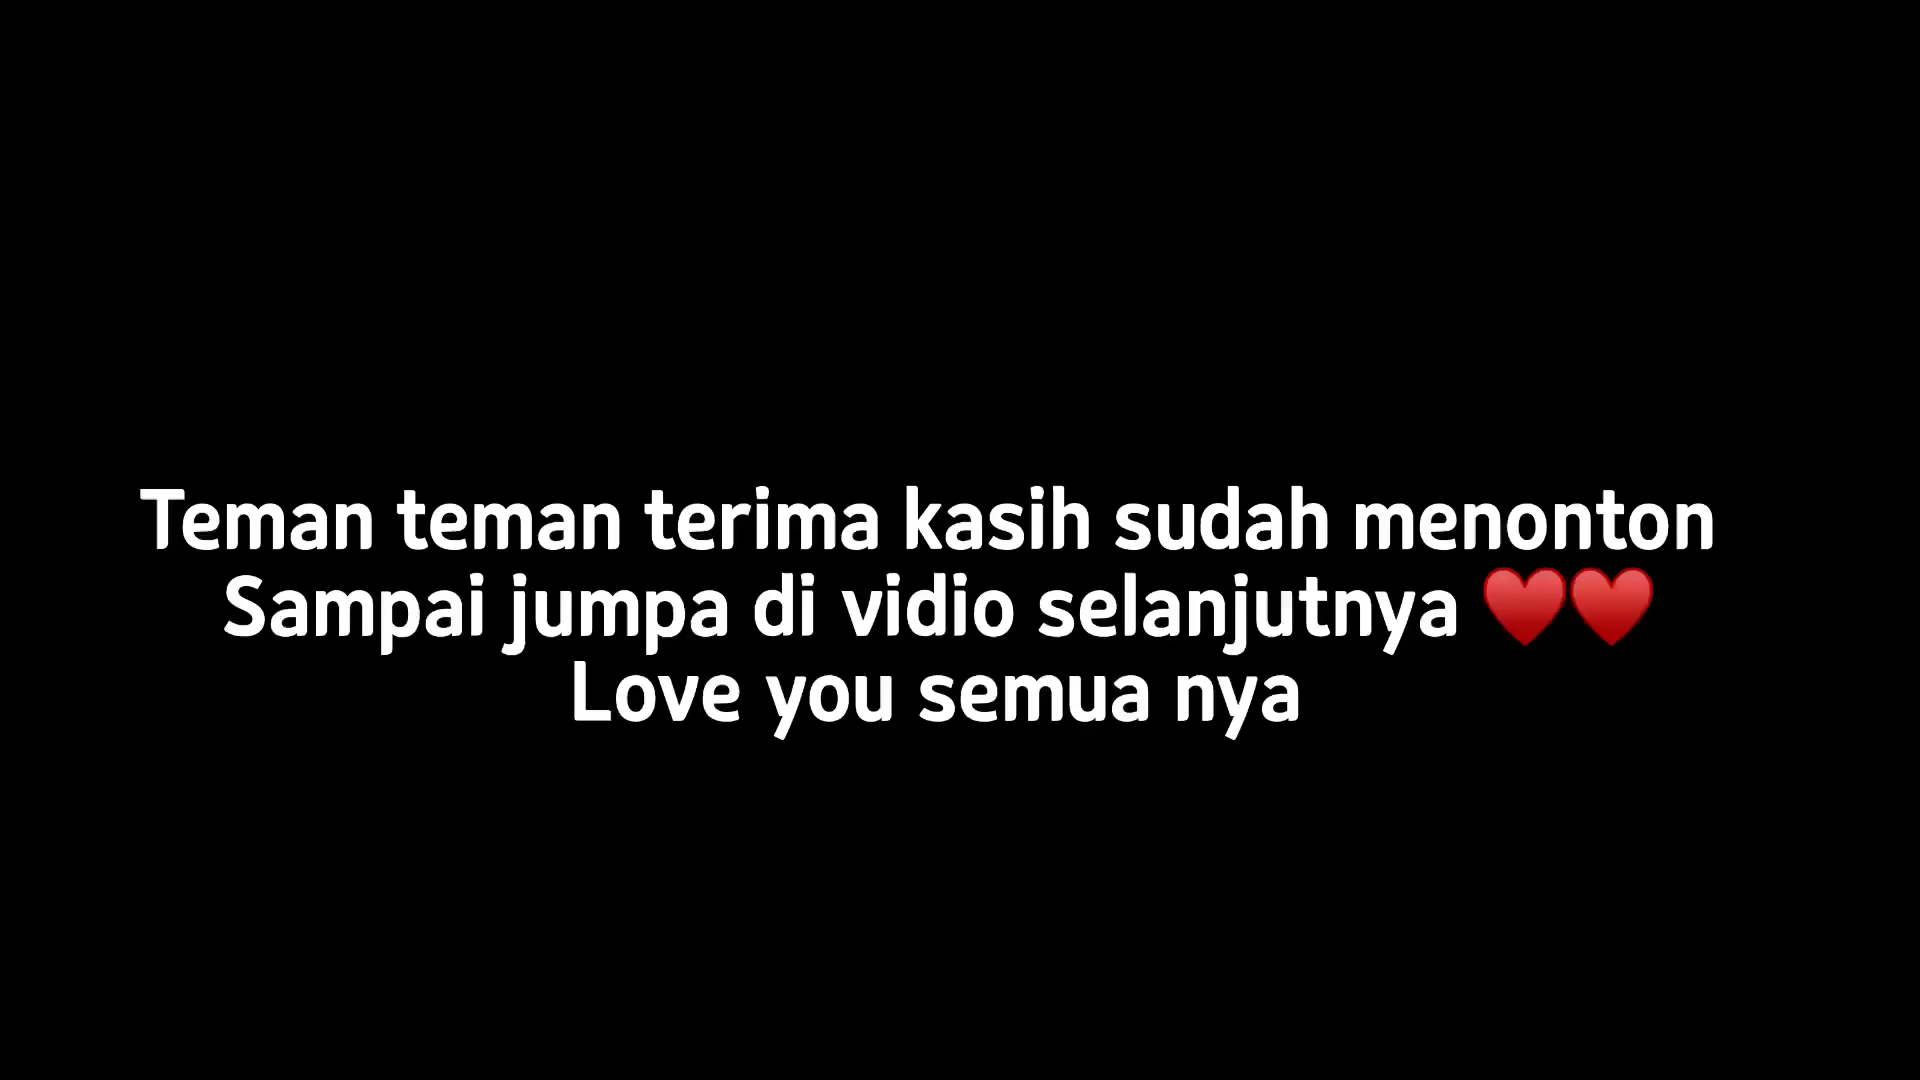 Teman teman terima kasih sudah menonton
Sampai jumpa di vidio selanjutnya ♥️♥️
Love you semua nya